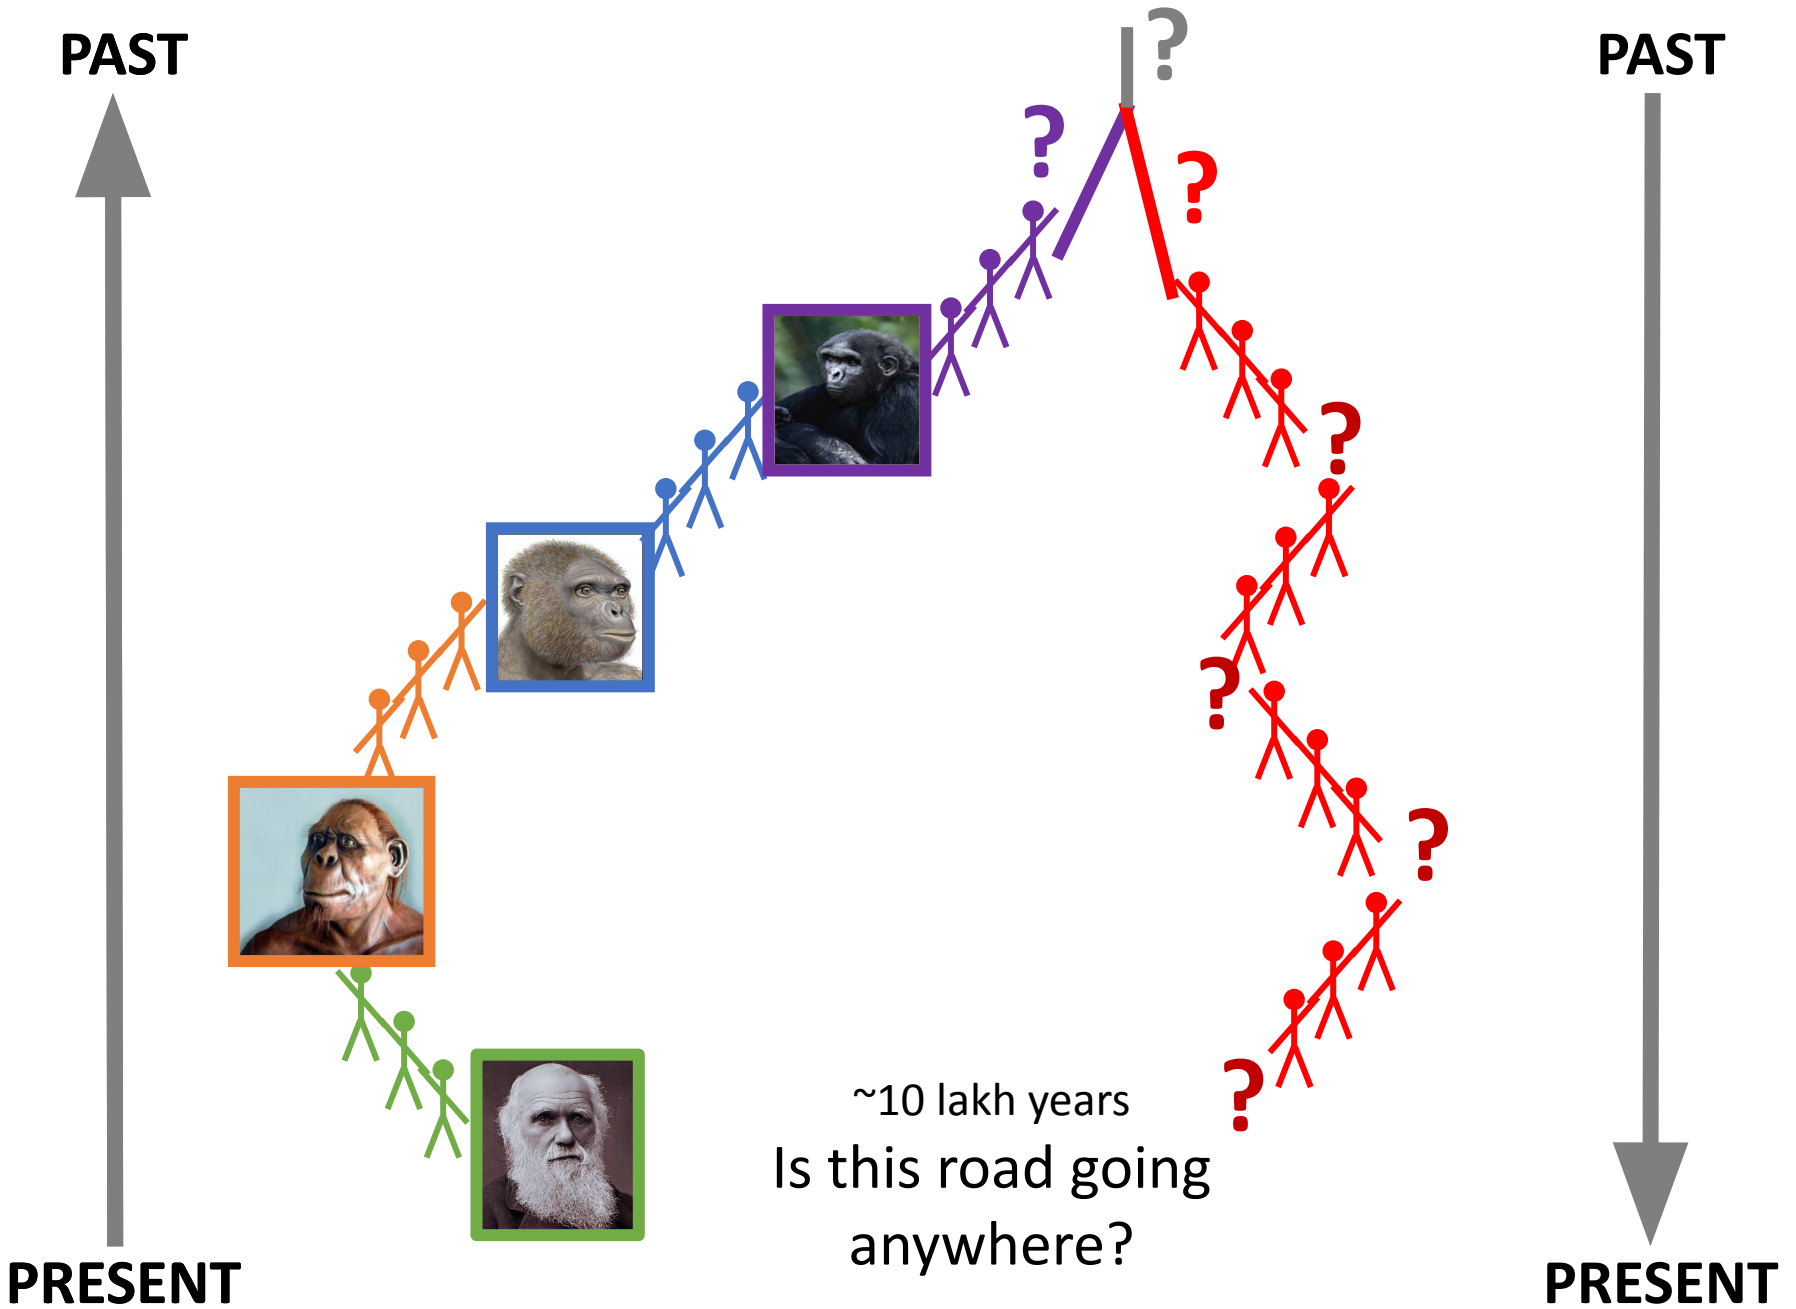 PAST
PAST
?
?
?
?
?
?
?
~10 lakh years
Is this road going
anywhere?
PRESENT
PRESENT